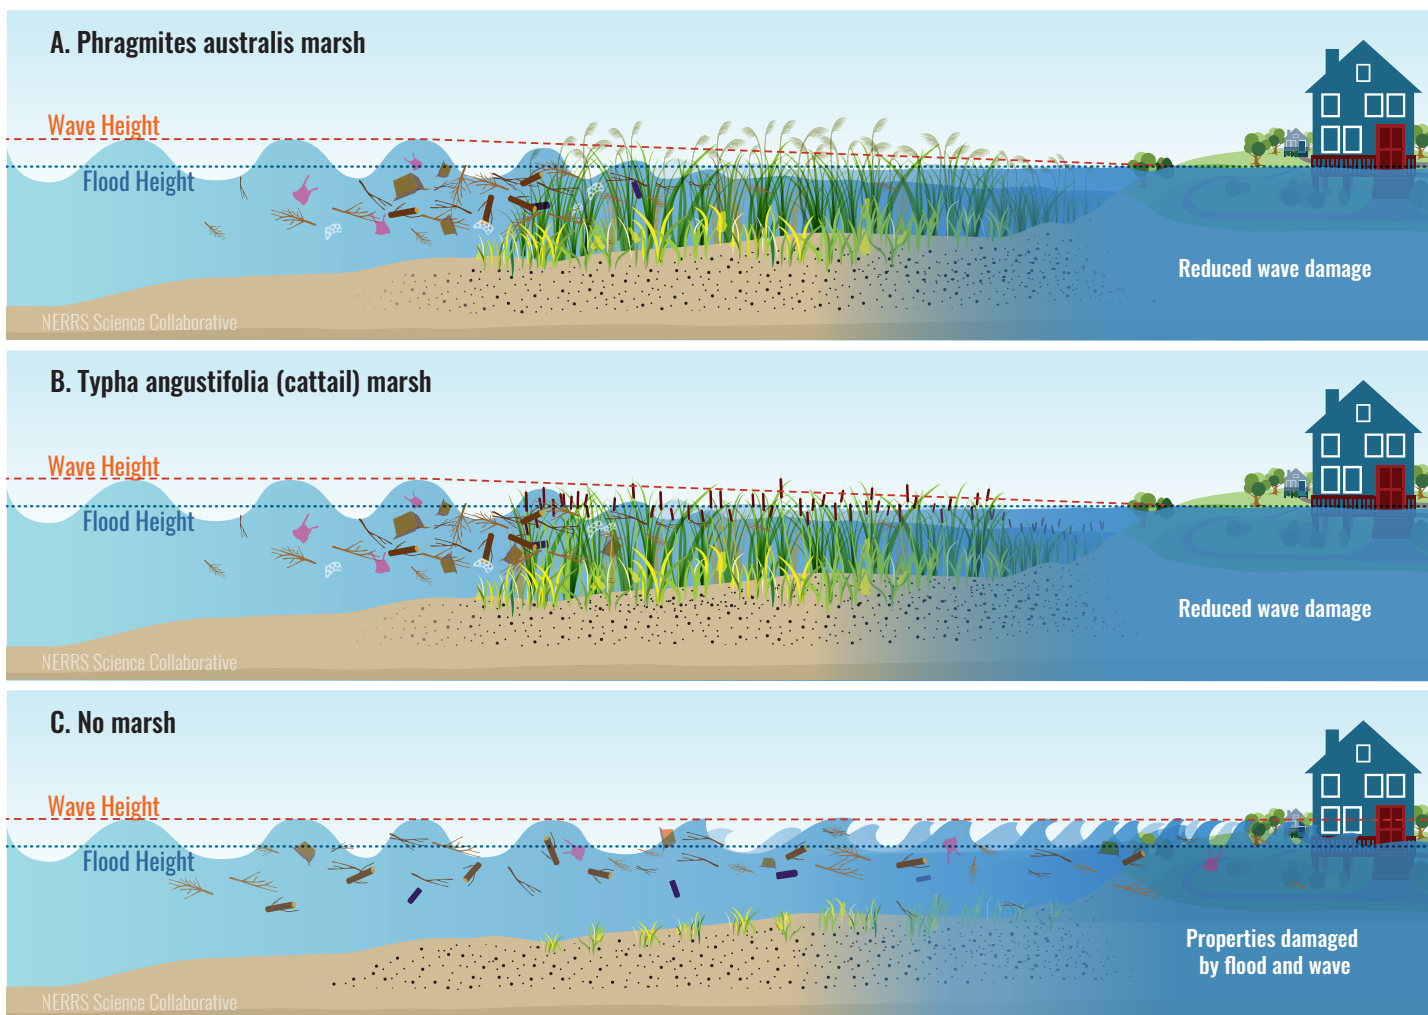 A. Phragmites australis marsh
Wave Height
Flood Height
Reduced wave damage
NERRS Science Collaborative
B. Typha angustifolia (cattail) marsh
Wave Height
Flood Height
Reduced wave damage
NERRS Science Collaborative
C. No marsh
Wave Height
Flood Height
Properties damaged
by flood and wave
NERRS Science Collaborative